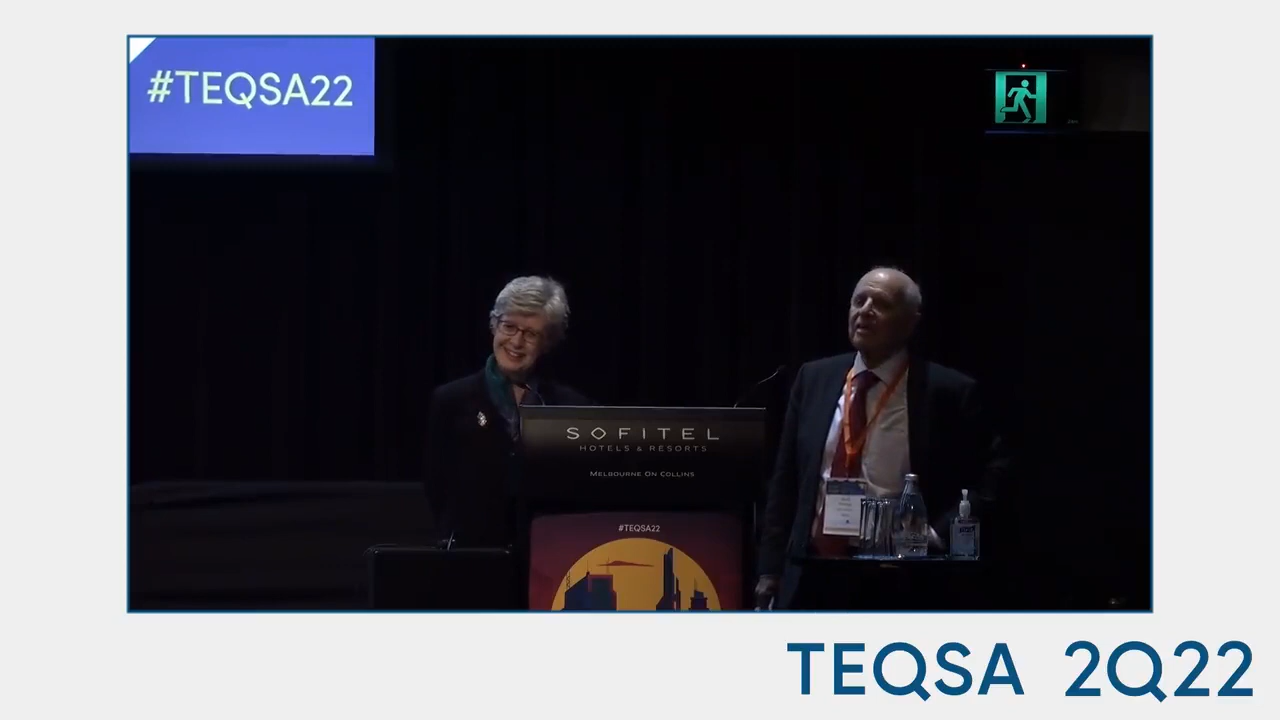 #TEQSA22
SOFITEL
HOTELS & RESORTS
MELBOURNE ON COLLINS
#TEQSA22
TEQSA 2Q22